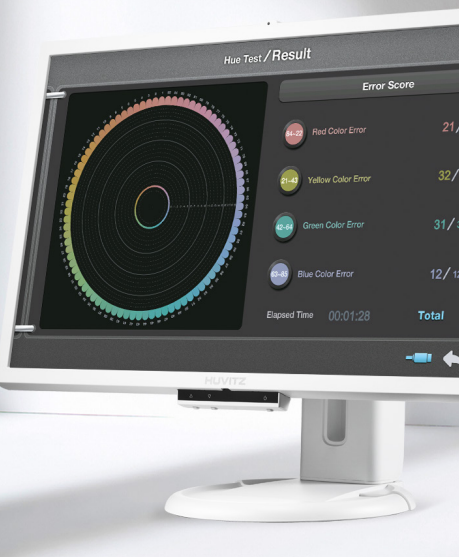 Hue Test / Result
Error Score
84-22 Red Color Error 21/
21-43 Yellow Color Error 32/
42-64 Green Color Error 31/
63-85 Blue Color Error 12/12
Elapsed Time 00:01:28 Total
HUVITZ